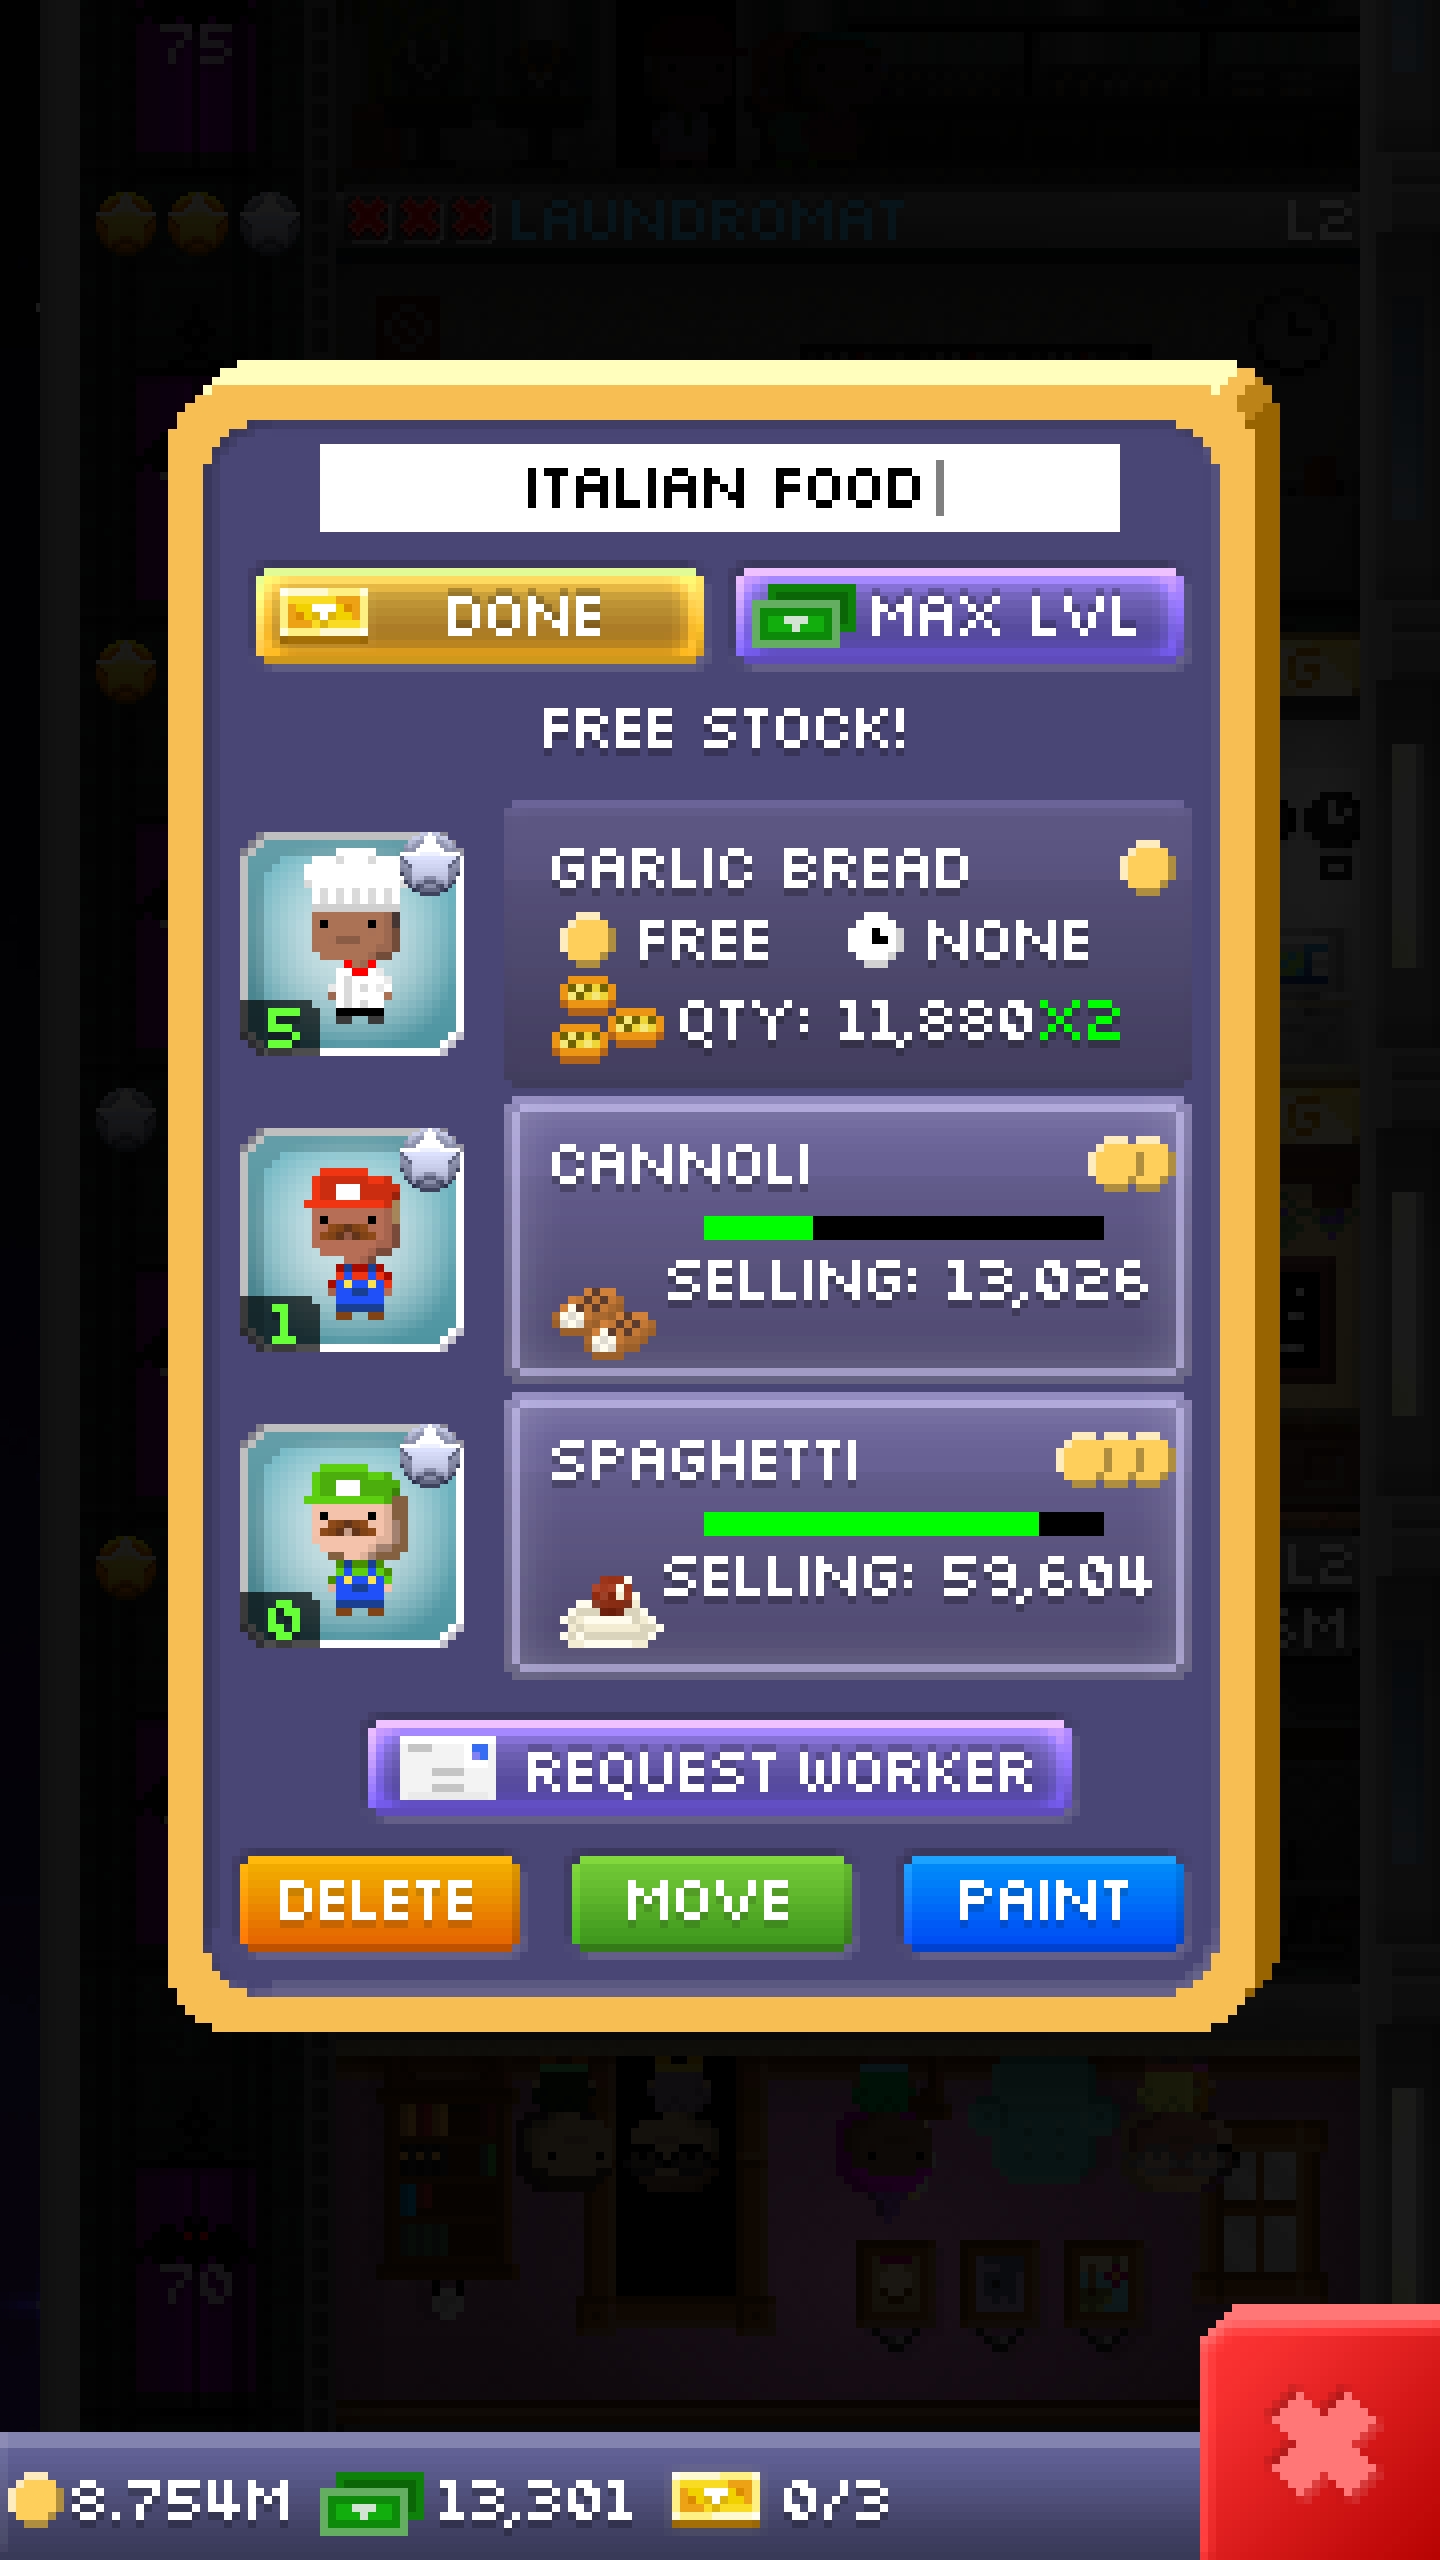 75
LAUNDROMAT L2
ITALIAN FOOD
DONE MAX LVL
FREE STOCK!
GARLIC BREAD
FREE NONE
QTY: 11,880X2
5
CANNOLI
SELLING: 13,026
1
SPAGHETTI
SELLING: 59,604
0
L2
REQUEST WORKER
DELETE MOVE PAINT
70
8.754M 13,301 0/3